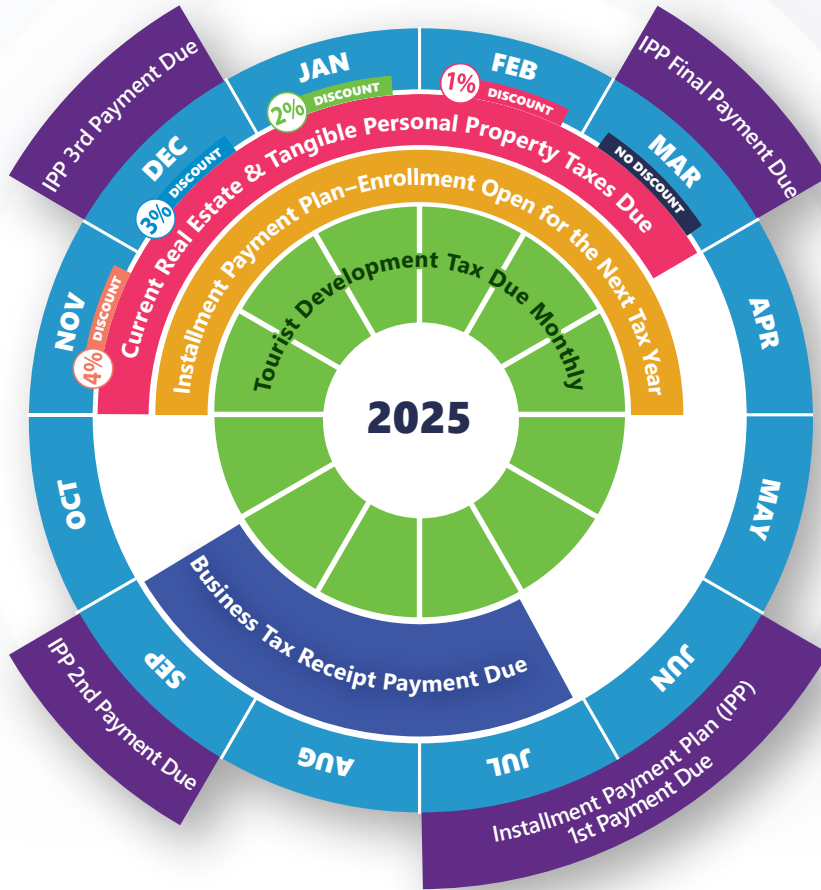 IPP 3rd Payment Due
IPP Final Payment Due
JAN
FEB
MAR
APR
MAY
JUN
JUL
AUG
SEP
OCT
NOV
DEC
4% DISCOUNT
3% DISCOUNT
2% DISCOUNT
1% DISCOUNT
NO DISCOUNT
Current Real Estate & Tangible Personal Property Taxes Due
Installment Payment Plan–Enrollment Open for the Next Tax Year
Tourist Development Tax Due Monthly
2025
Business Tax Receipt Payment Due
IPP 2nd Payment Due
Installment Payment Plan (IPP)
1st Payment Due